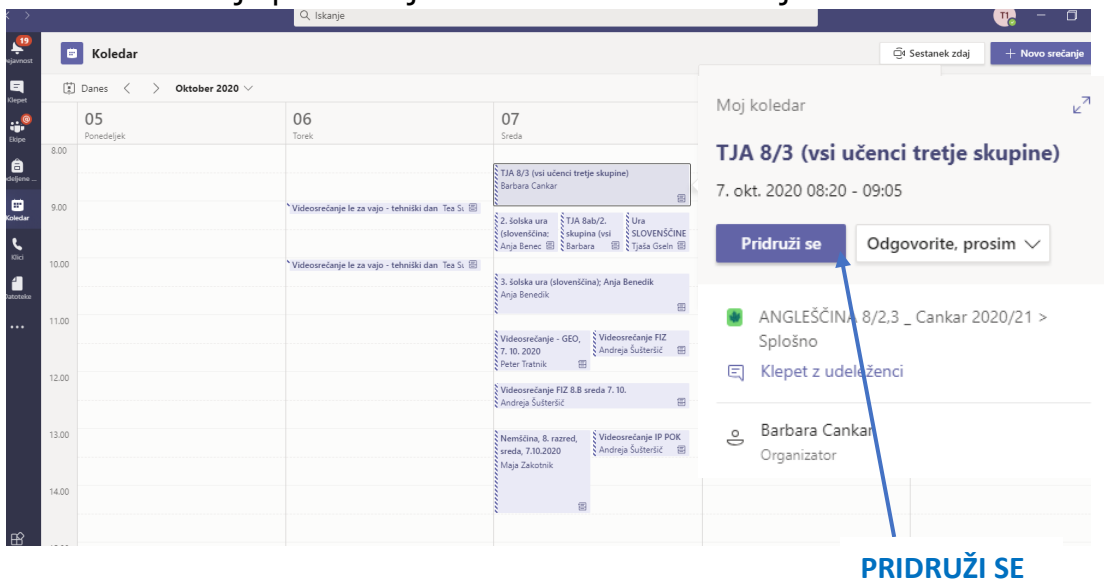 Iskanje
T1
19
Koledar
Sestanek zdaj
+ Novo srečanje
Klepet
Danes < > Oktober 2020
Ekipe
05
Ponedeljek
06
Torek
07
Sreda
Koledar
Klici
8.00
9.00
10.00
11.00
12.00
13.00
14.00
Videosrečanje le za vajo - tehniški dan
Videosrečanje le za vajo - tehniški dan
TJA 8/3 (vsi učenci tretje skupine)
Barbara Cankar
2. šolska ura
(slovenščina;
Anja Benec
TJA 8ab/2.
skupina (vsi
Barbara
Ura
SLOVENŠČINE
Tjaša Gseln
3. šolska ura (slovenščina); Anja Benedik
Anja Benedik
Videosrečanje - GEO,
7. 10. 2020
Peter Tratnik
Videosrečanje FIZ
Andreja Šušteršič
Videosrečanje FIZ 8.B sreda 7. 10.
Andreja Šušteršič
Nemščina, 8. razred,
sreda, 7.10.2020
Maja Zakotnik
Videosrečanje IP POK
Andreja Šušteršič
Moj koledar
TJA 8/3 (vsi učenci tretje skupine)
7. okt. 2020 08:20 - 09:05
Pridruži se
Odgovorite, prosim
ANGLEŠČINA 8/2,3 _ Cankar 2020/21 >
Splošno
Klepet z udeleženci
Barbara Cankar
Organizator
PRIDRUŽI SE